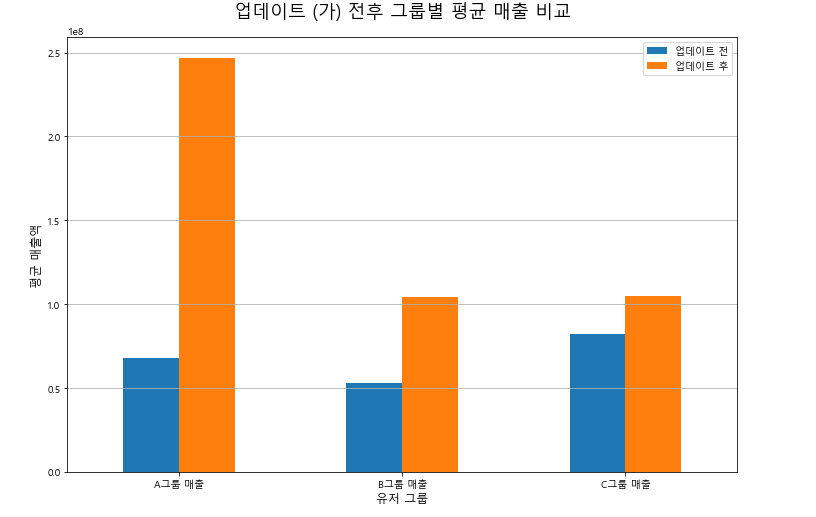 업데이트 (가) 전후 그룹별 평균 매출 비교
1e8
2.5
2.0
1.5
1.0
0.5
0.0
평균 매출액
업데이트 전
업데이트 후
A그룹 매출
B그룹 매출
C그룹 매출
유저 그룹